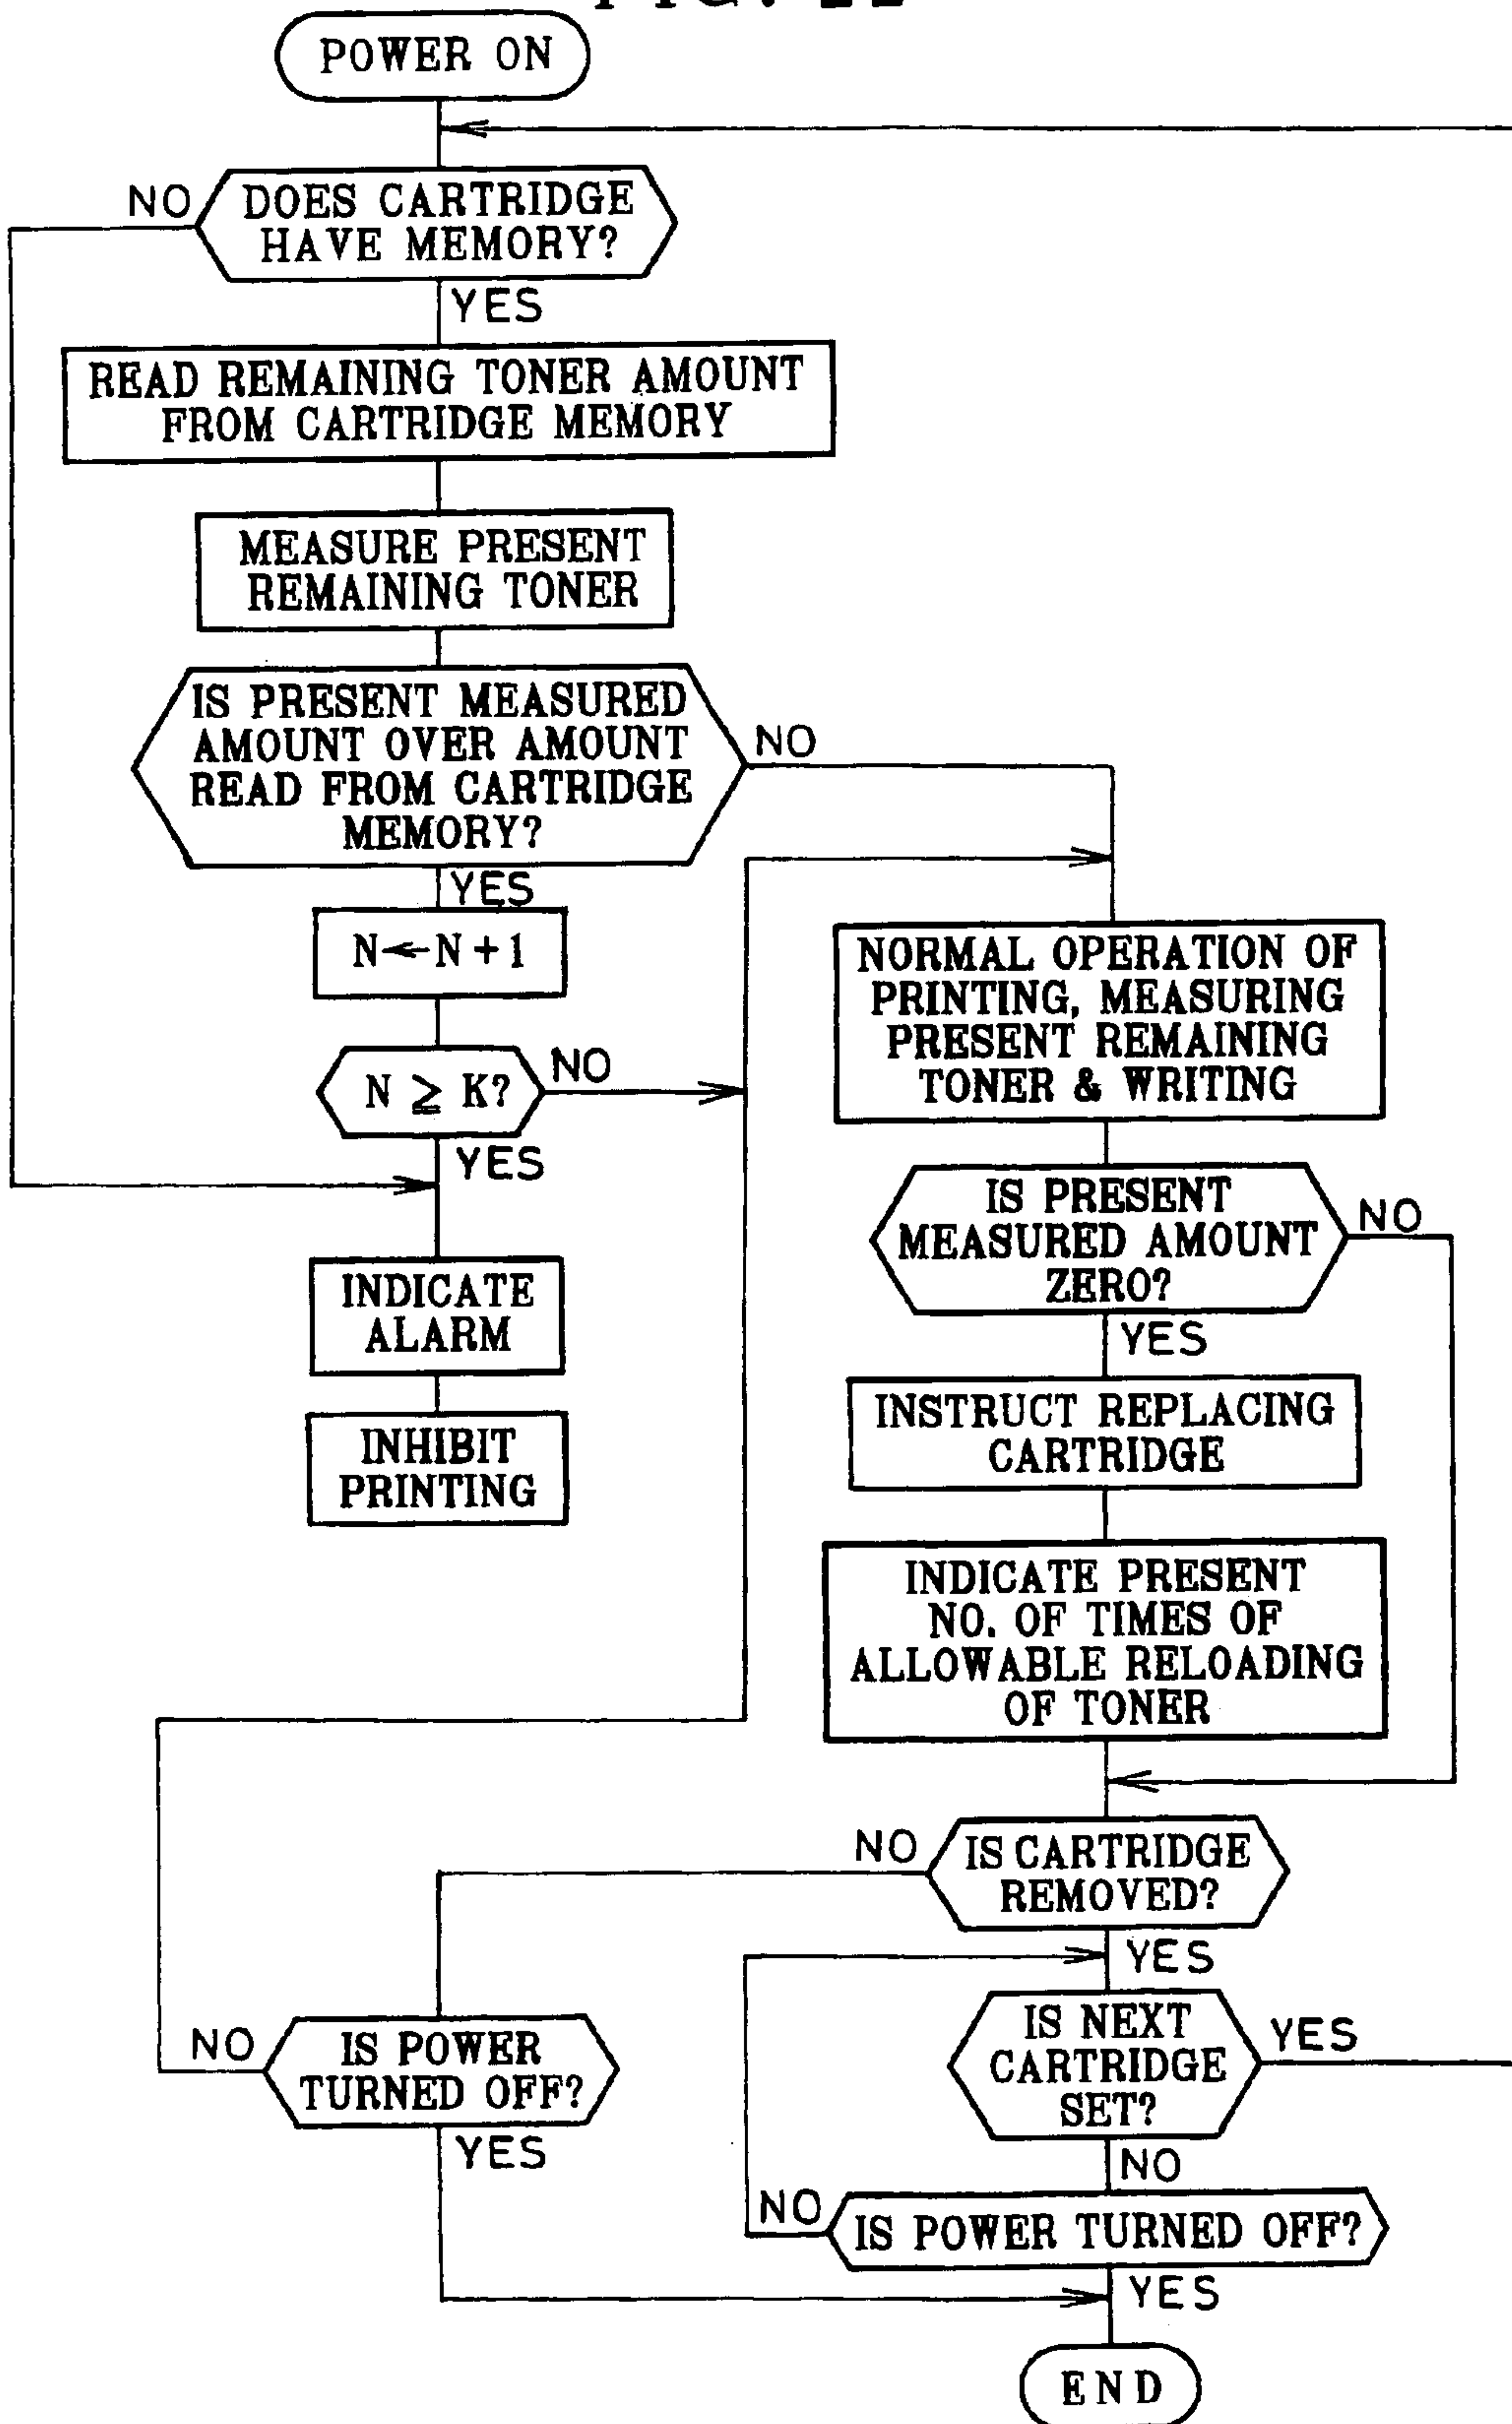 POWER ON
NO
DOES CARTRIDGE
HAVE MEMORY?
YES
READ REMAINING TONER AMOUNT
FROM CARTRIDGE MEMORY
MEASURE PRESENT
REMAINING TONER
IS PRESENT MEASURED
AMOUNT OVER AMOUNT
READ FROM CARTRIDGE
MEMORY?
NO
YES
N←N+1
N ≧ K?
NO
YES
INDICATE
ALARM
INHIBIT
PRINTING
NORMAL OPERATION OF
PRINTING, MEASURING
PRESENT REMAINING
TONER & WRITING
IS PRESENT
MEASURED AMOUNT
ZERO?
NO
YES
INSTRUCT REPLACING
CARTRIDGE
INDICATE PRESENT
NO. OF TIMES OF
ALLOWABLE RELOADING
OF TONER
NO
IS CARTRIDGE
REMOVED?
YES
NO
IS POWER
TURNED OFF?
YES
IS NEXT
CARTRIDGE
SET?
YES
NO
NO
IS POWER TURNED OFF?
YES
END